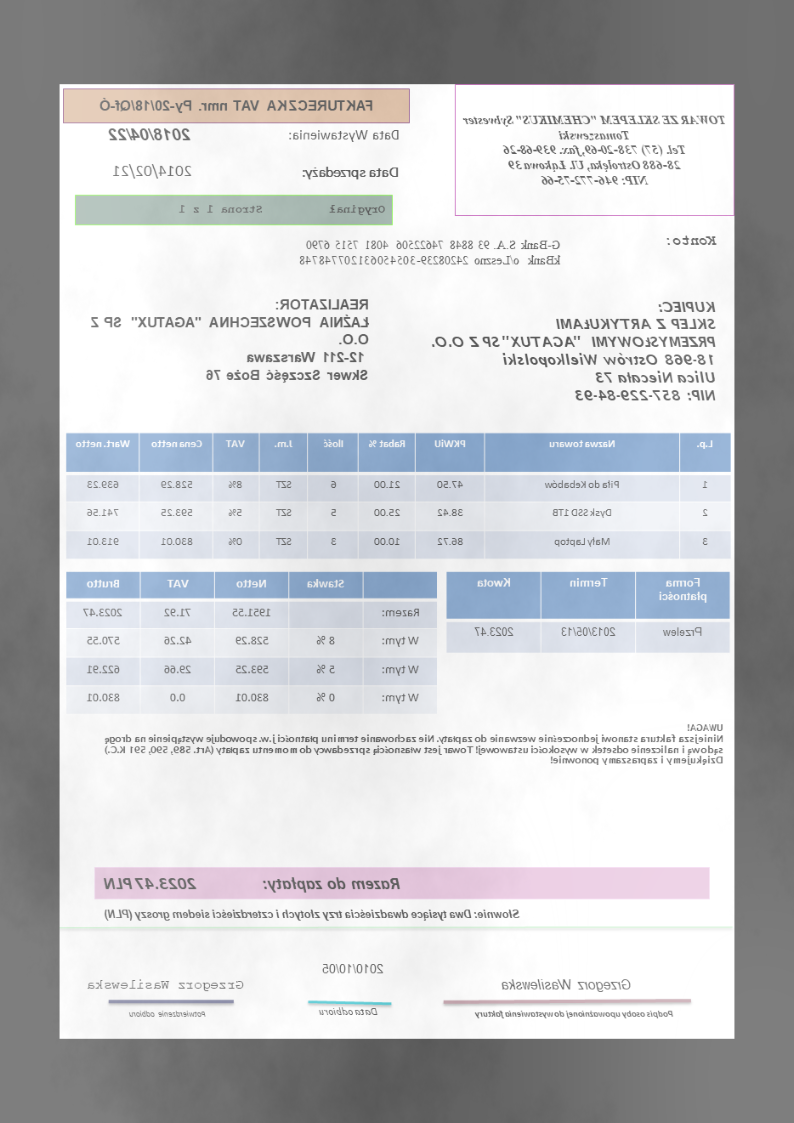 TOWAR ZE SKLEPEM "CHEMIKUS" Sylwester
Tomaszewski
Tel. (57) 738-20-69, fax. 939-68-26
28-688 Ostrołęka, Ul. Łąkowa 39
NIP: 946-772-75-66
FAKTURECZKA VAT nmr. Py-20/18/Qf-Ó
Data Wystawienia: 2018/04/22
Data sprzedaży: 2014/02/21
Oryginał Strona 1 z 1
Konto:
G-Bank S.A. 93 8848 74622506 4081 7515 6790
kBank o/Leszno 24208239-305450631207748748
KUPIEC:
SKLEP Z ARTYKUŁAMI
PRZEMYSŁOWYMI "AGATUX" SP Z O.O.
18-968 Ostrów Wielkopolski
Ulica Niecała 73
NIP: 857-229-84-93
REALIZATOR:
ŁAŹNIA POWSZECHNA "AGATUX" SP Z
O.O.
12-211 Warszawa
Skwer Szczęść Boże 76
L.p. Nazwa towaru PKWiU Rabat % Ilość J.m. VAT Cena netto Wart. netto
1 Piła do Kebabów 47.50 21.00 6 SZT 8% 528.29 639.23
2 Dysk SSD 1TB 38.42 25.00 5 SZT 5% 593.25 741.56
3 Mały Laptop 86.72 10.00 3 SZT 0% 830.01 913.01
Forma płatności Termin Kwota
Przelew 2013/05/13 2023.47
Stawka Netto VAT Brutto
Razem: 1951.55 71.92 2023.47
W tym: 8 % 528.29 42.26 570.55
W tym: 5 % 593.25 29.66 622.91
W tym: 0 % 830.01 0.0 830.01
UWAGA!
Niniejsza faktura stanowi jednocześnie wezwanie do zapłaty. Nie zachowanie terminu płatności j.w. spowoduje wystąpienie na drogę
sądową i naliczenie odsetek w wysokości ustawowej! Towar jest własnością sprzedawcy do momentu zapłaty (Art. 589, 590, 591 K.C.)
Dziękujemy i zapraszamy ponownie!
Razem do zapłaty: 2023.47 PLN
Słownie: Dwa tysiące dwadzieścia trzy złotych i czterdzieści siedem groszy (PLN)
Grzegorz Wasilewska
2010/10/05
Grzegorz Wasilewska
Podpis osoby upoważnionej do wystawienia faktury
Data odbioru
Potwierdzenie odbioru